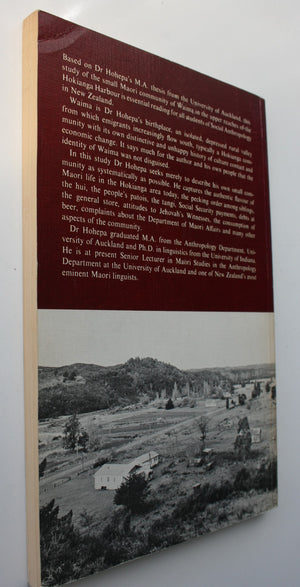 Based on Dr Hohepa's M.A. thesis from the University of Auckland, this
study of the small Maori community of Waima on the upper reaches of the
Hokianga Harbour is essential reading for all students of Social Anthropology
in New Zealand.
Waima is Dr Hohepa's birthplace, an isolated, depressed rural valley
from which emigrants increasingly flow south, typically a Hokianga com-
munity with its own distinctive and unhappy history of culture contact and
economic change. It says much for the author and his own people that the
identity of Waima was not disguised.
In this study Dr Hohepa seeks merely to describe his own small com-
munity as systematically as possible. He captures the authentic flavour of
Maori life in the Hokianga area today, the pecking order among siblings,
the hui, the people's patois, the tangi, Social Security payments, debts at
the general store, attitudes to Jehovah's Witnesses, the consumption of
beer, complaints about the Department of Maori Affairs and many other
aspects of the community.
Dr Hohepa graduated M.A. from the Anthropology Department, Uni-
versity of Auckland and Ph.D. in linguistics from the University of Indiana.
He is at present Senior Lecturer in Maori Studies in the Anthropology
Department at the University of Auckland and one of New Zealand's most
eminent Maori linguists.